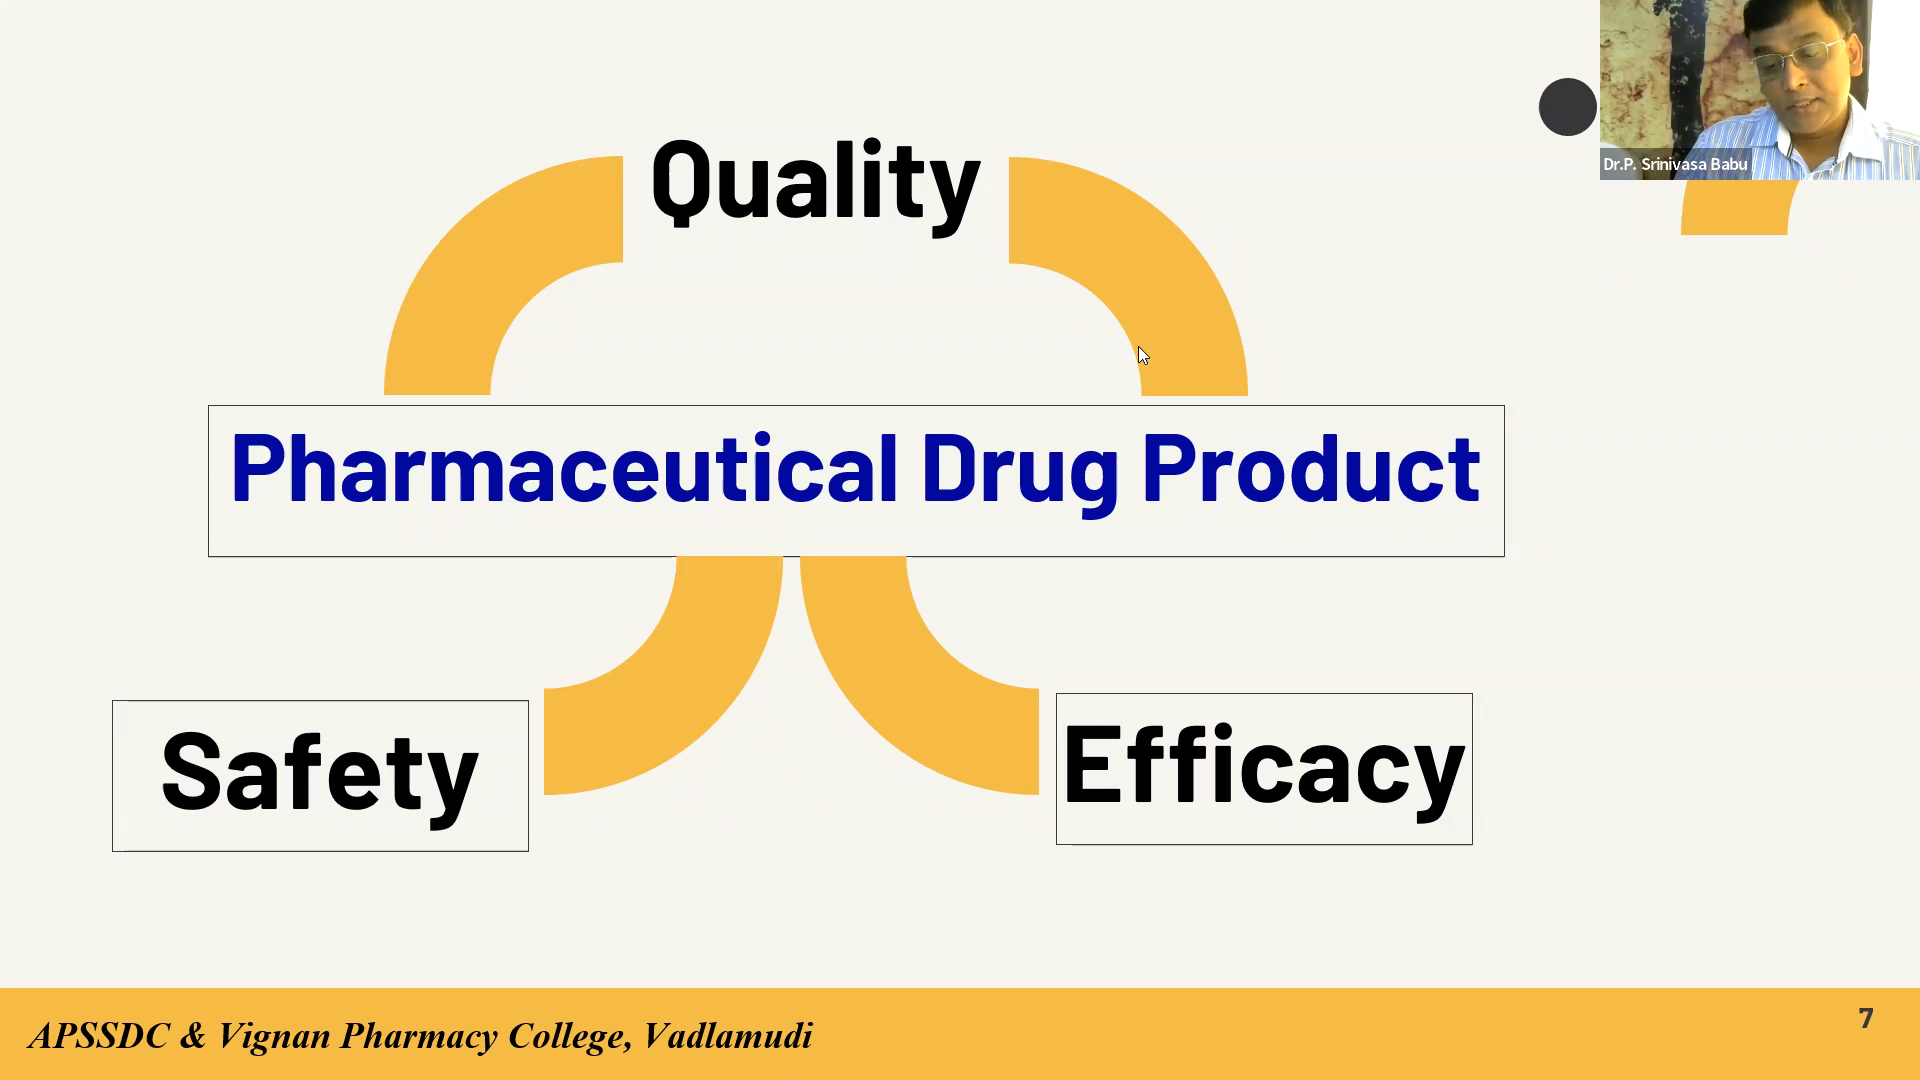 Quality
Dr.P. Srinivasa Babu
Pharmaceutical Drug Product
Safety
Efficacy
APSSDC & Vignan Pharmacy College, Vadlamudi
7